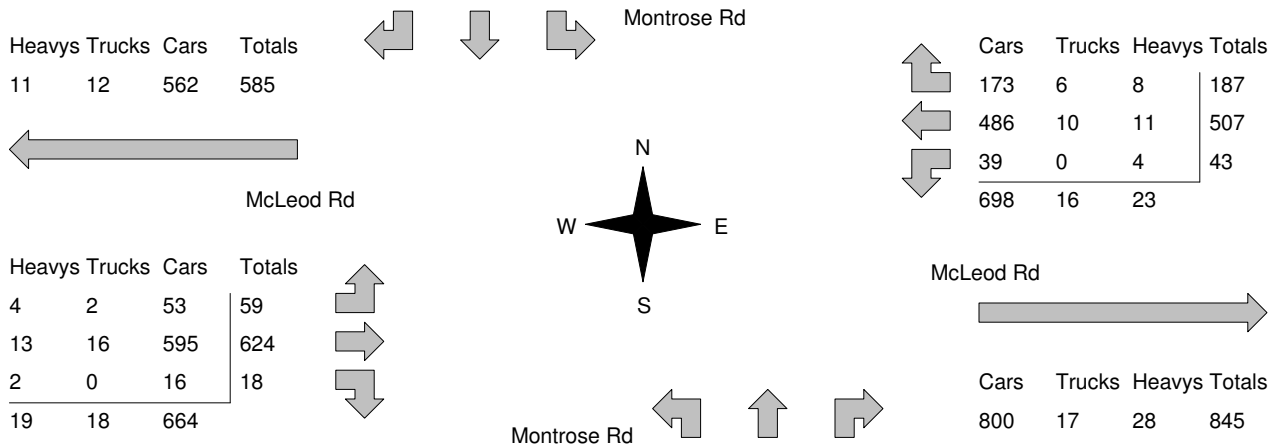 Montrose Rd
Heavys Trucks Cars Totals
11 12 562 585
Cars Trucks Heavys Totals
173 6 8 187
486 10 11 507
39 0 4 43
698 16 23
McLeod Rd
N
W E
S
Heavys Trucks Cars Totals
4 2 53 59
13 16 595 624
2 0 16 18
19 18 664
McLeod Rd
Cars Trucks Heavys Totals
800 17 28 845
Montrose Rd